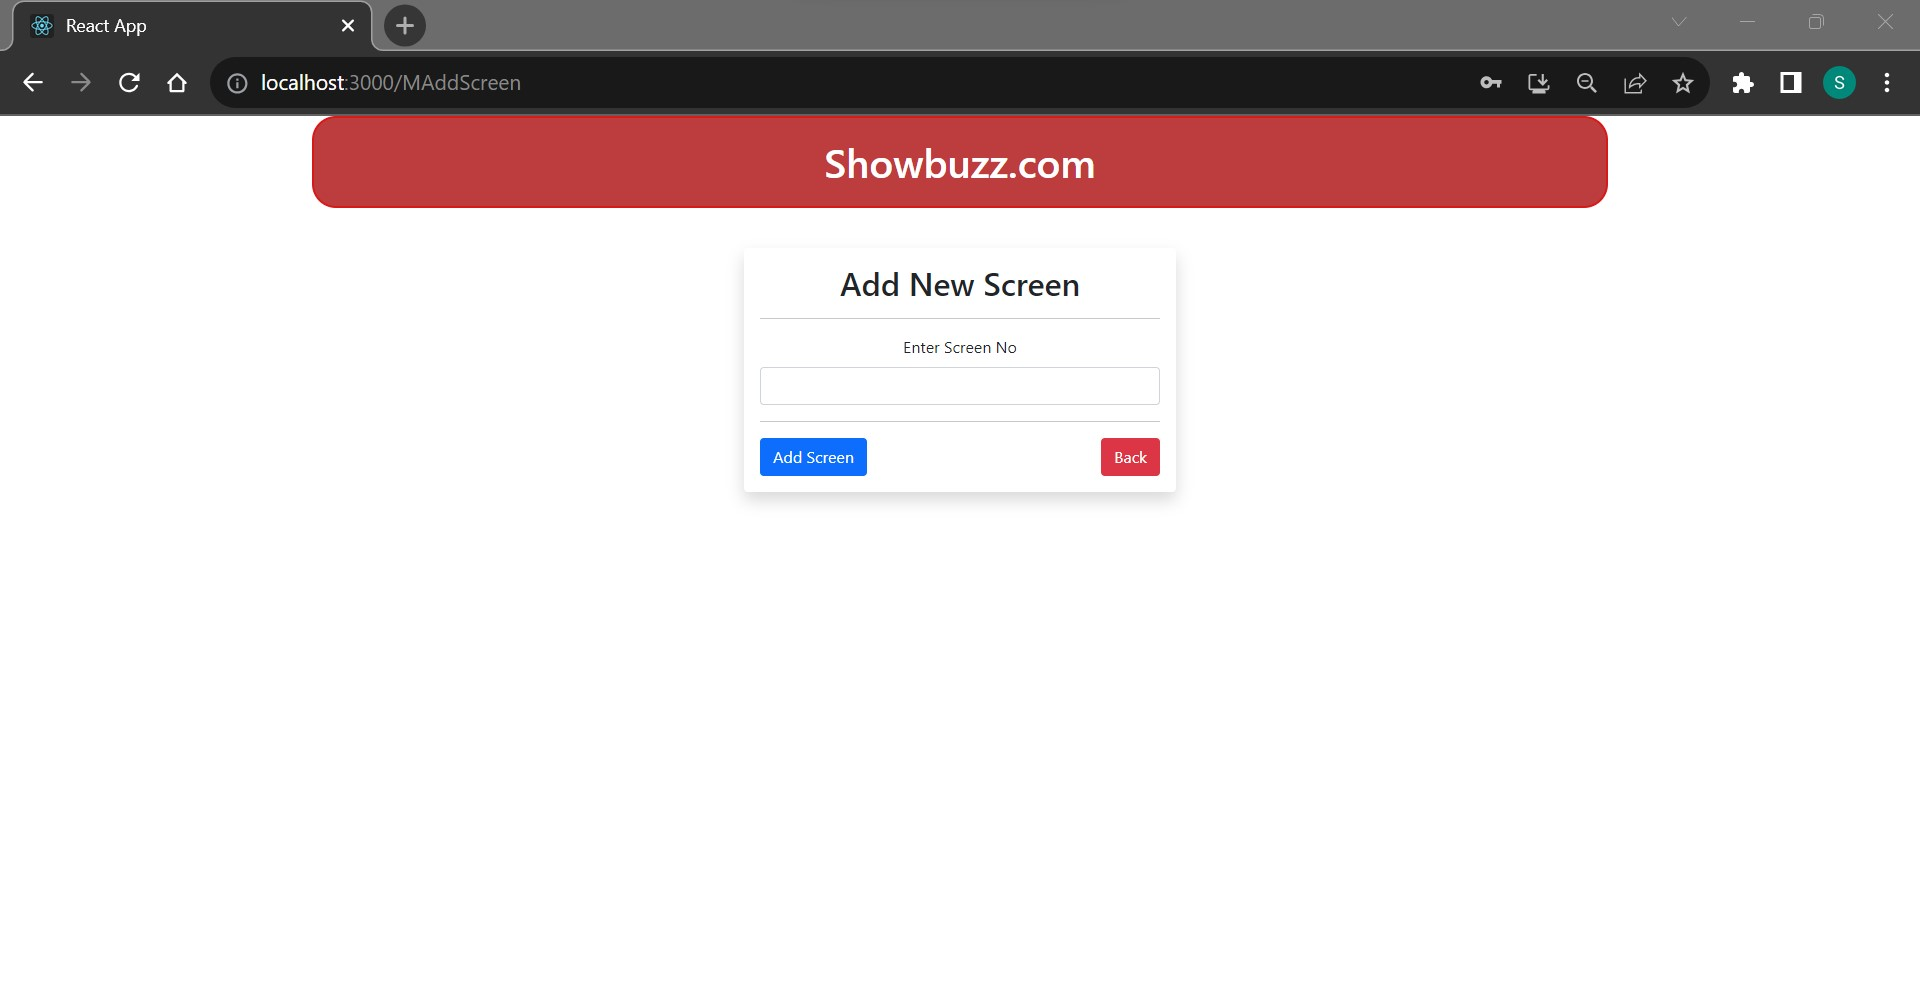 React App
localhost:3000/MAddScreen
S
Showbuzz.com
Add New Screen
Enter Screen No
Add Screen
Back